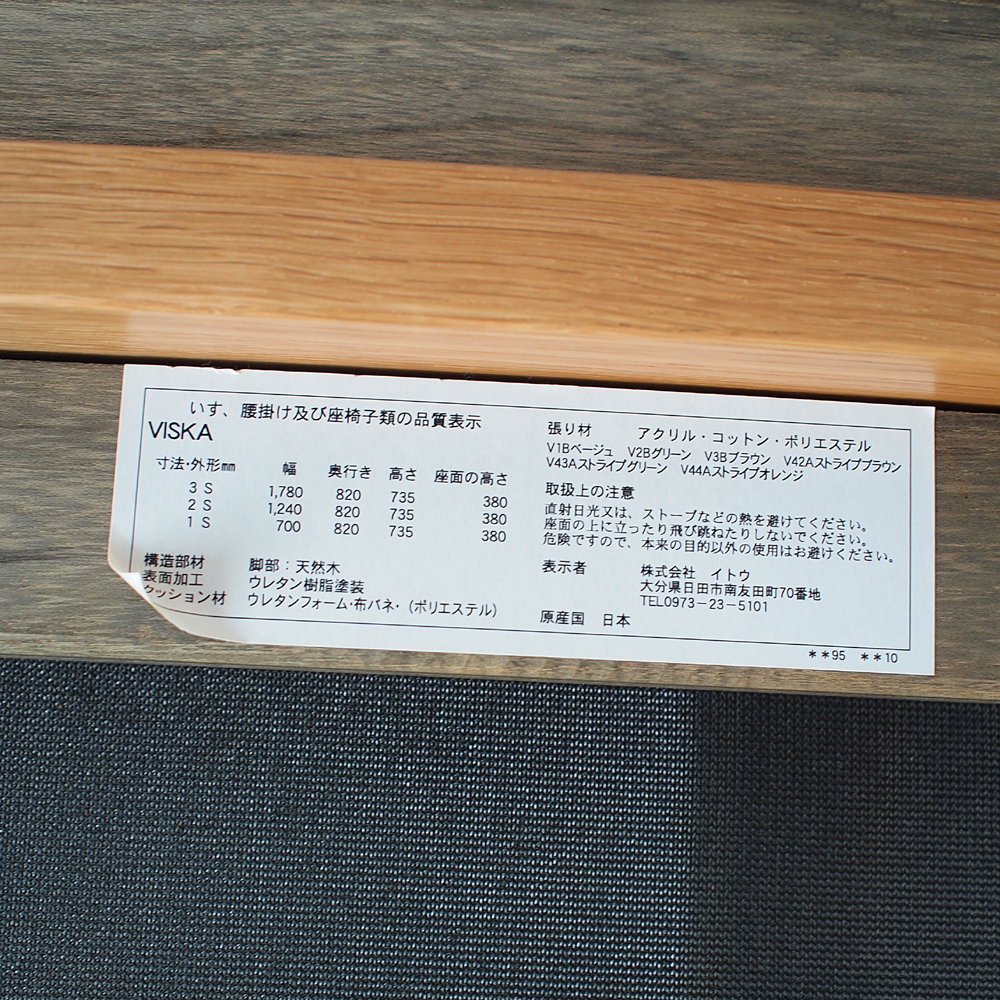 いす、腰掛け及び座椅子類の品質表示
VISKA
寸法・外形㎜ 幅 奥行き 高さ 座面の高さ
3 S 1,780 820 735 380
2 S 1,240 820 735 380
1 S 700 820 735 380
構造部材 脚部：天然木
表面加工 ウレタン樹脂塗装
クッション材 ウレタンフォーム・布バネ・（ポリエステル）
張り材 アクリル・コットン・ポリエステル
V1Bベージュ V2Bグリーン V3Bブラウン V42Aストライプブラウン
V43Aストライプグリーン V44Aストライプオレンジ
取扱上の注意
直射日光又は、ストーブなどの熱を避けてください。
座面の上に立ったり飛び跳ねたりしないでください。
危険ですので、本来の目的以外の使用はお避けください。
表示者 株式会社 イトウ
大分県日田市南友田町70番地
TEL0973－23－5101
原産国 日本
＊＊95 ＊＊10